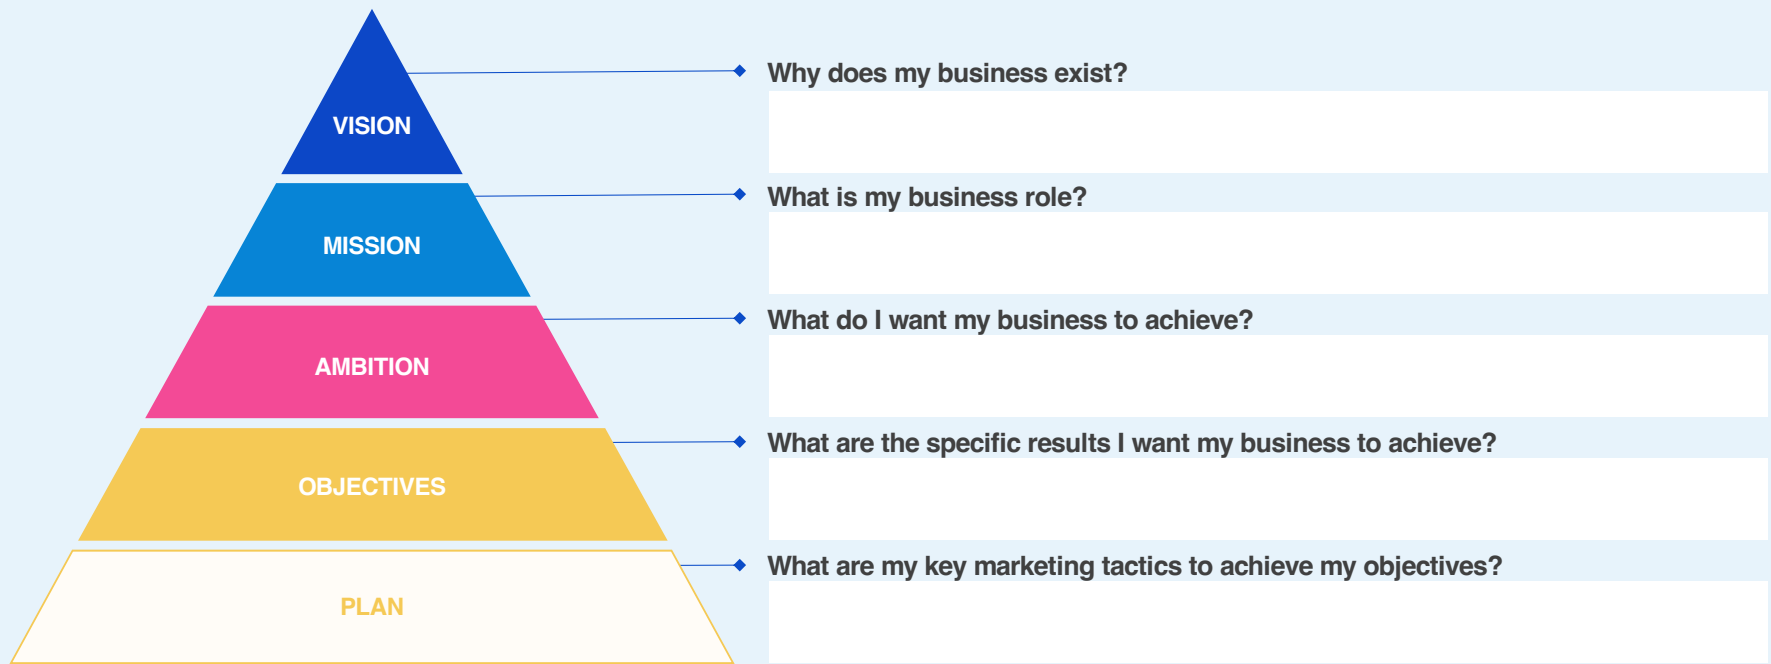 VISION
Why does my business exist?
MISSION
What is my business role?
AMBITION
What do I want my business to achieve?
OBJECTIVES
What are the specific results I want my business to achieve?
PLAN
What are my key marketing tactics to achieve my objectives?